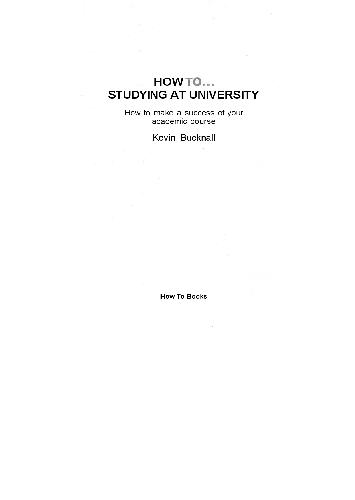 HOW TO...
STUDYING AT UNIVERSITY
How to make a success of your
academic course
Kevin Bucknall
How To Books